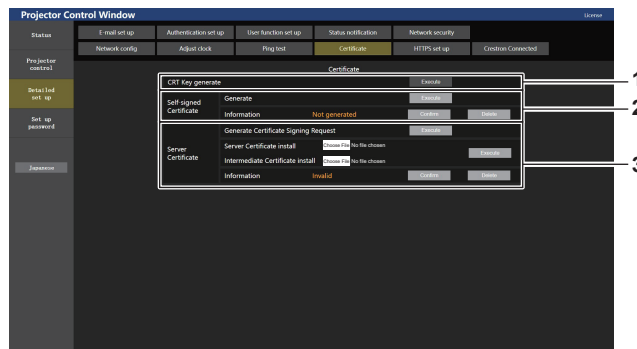 Projector Control Window
License
Status
E-mail set up
Authentication set up
User function set up
Status notification
Network security
Network config
Adjust clock
Ping test
Certificate
HTTPS set up
Crestron Connected
Projector control
Detailed set up
Set up password
Japanese
Certificate
CRT Key generate
Execute
1
Self-signed Certificate
Generate
Execute
Information
Not generated
Confirm
Delete
2
Server Certificate
Generate Certificate Signing Request
Execute
Server Certificate install
Choose File No file chosen
Intermediate Certificate install
Choose File No file chosen
Execute
Information
Invalid
Confirm
Delete
3